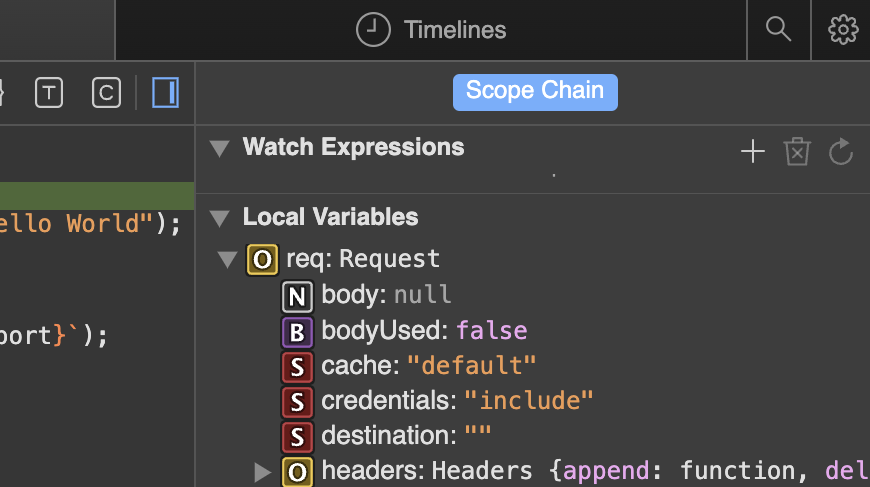 Timelines
T C
Scope Chain
Watch Expressions
ello World");
Local Variables
O req: Request
N body: null
port}`);
B bodyUsed: false
S cache: "default"
S credentials: "include"
S destination: ""
O headers: Headers {append: function, del